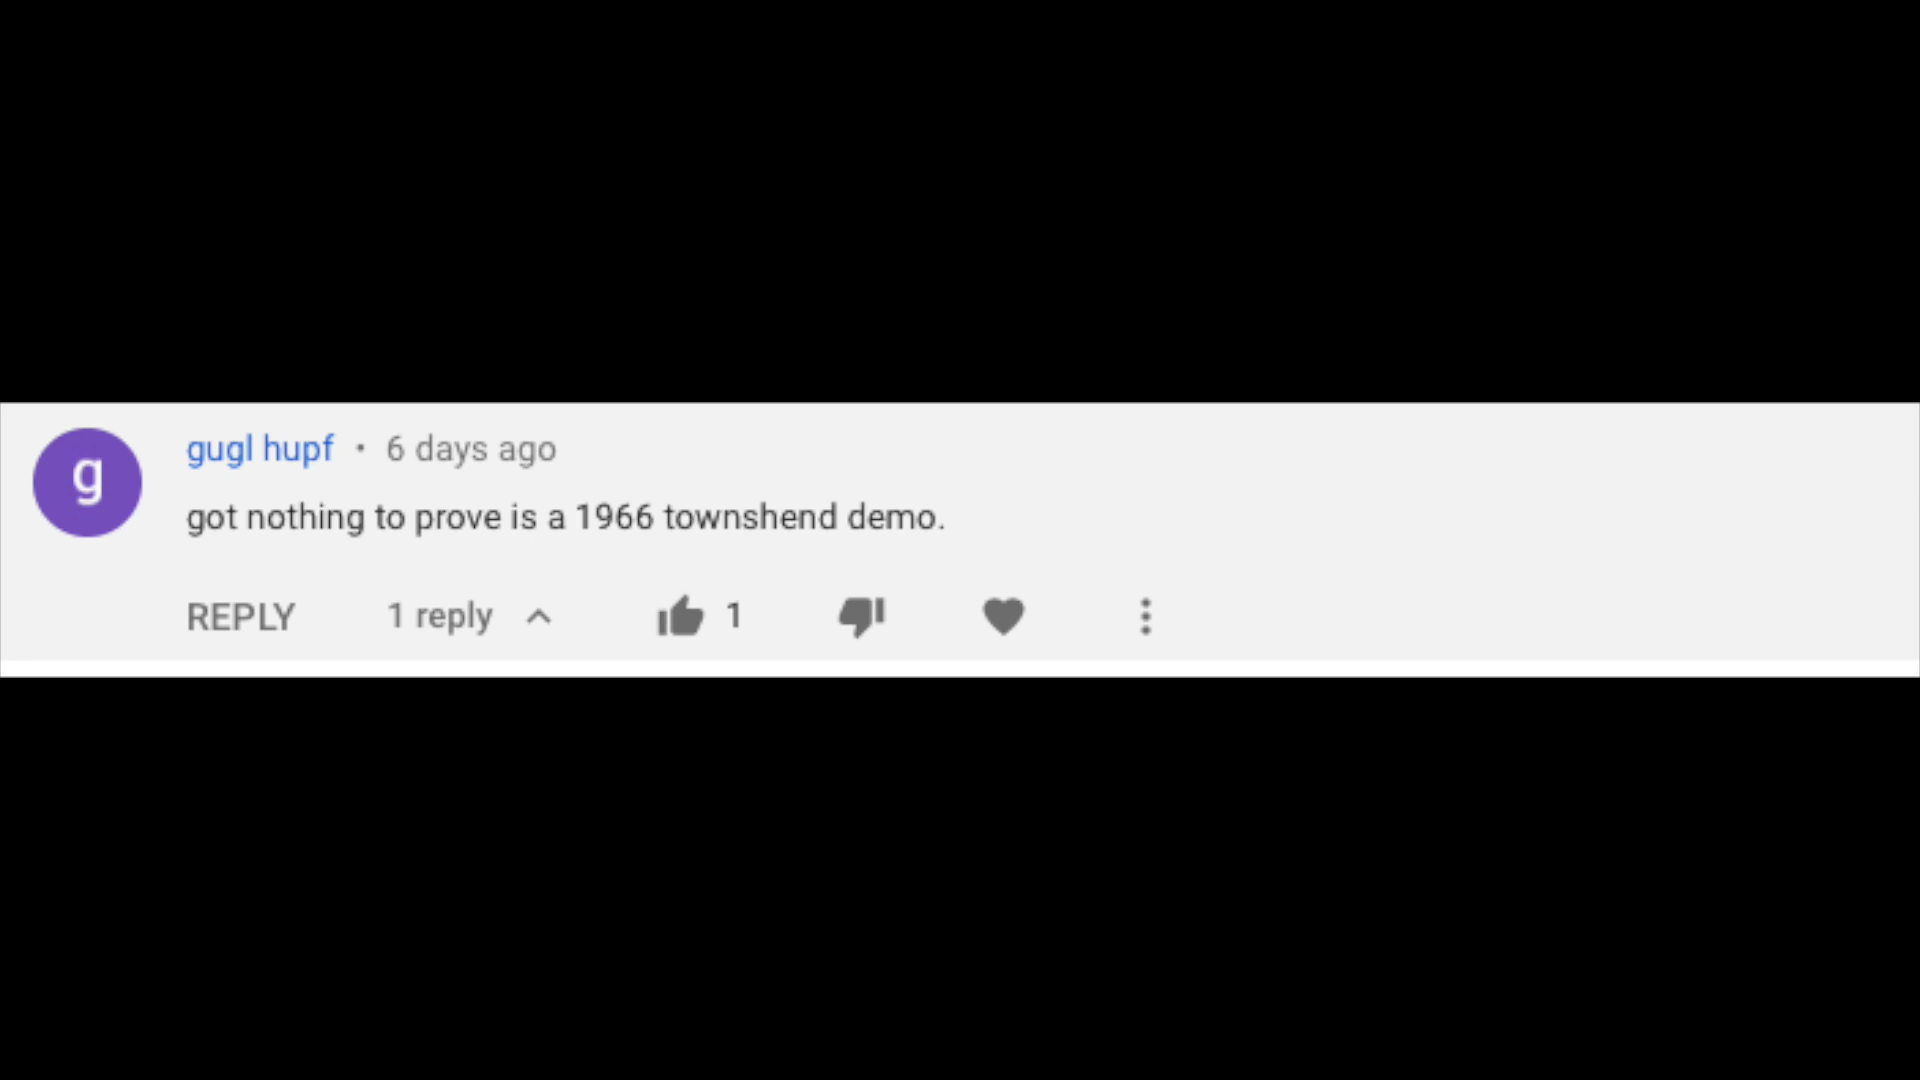 g
gugl hupf • 6 days ago
got nothing to prove is a 1966 townshend demo.
REPLY 1 reply 1